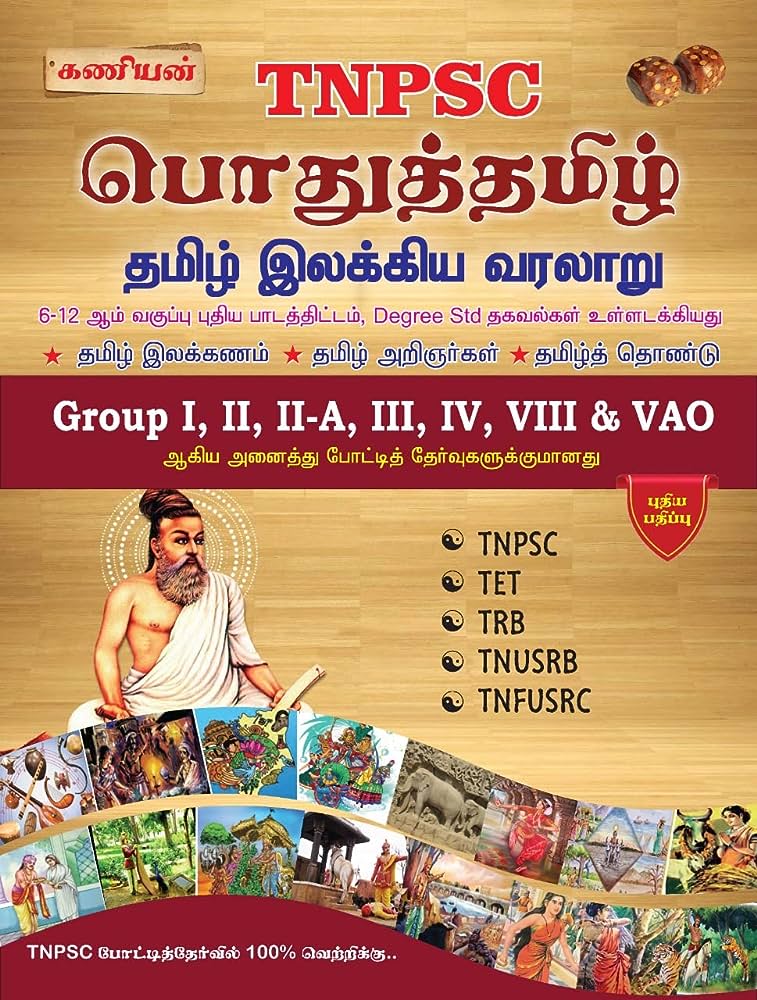 கணியன்
TNPSC
பொதுத்தமிழ்
தமிழ் இலக்கிய வரலாறு
6-12 ஆம் வகுப்பு புதிய பாடத்திட்டம், Degree Std தகவல்கள் உள்ளடக்கியது
★ தமிழ் இலக்கணம் ★ தமிழ் அறிஞர்கள் ★ தமிழ்த் தொண்டு
Group I, II, II-A, III, IV, VIII & VAO
ஆகிய அனைத்து போட்டித் தேர்வுகளுக்குமானது
புதிய
பதிப்பு
TNPSC
TET
TRB
TNUSRB
TNFUSRC
TNPSC போட்டித்தேர்வில் 100% வெற்றிக்கு..